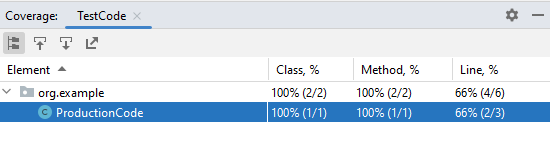 Coverage: TestCode
Element Class, % Method, % Line, %
org.example 100% (2/2) 100% (2/2) 66% (4/6)
ProductionCode 100% (1/1) 100% (1/1) 66% (2/3)